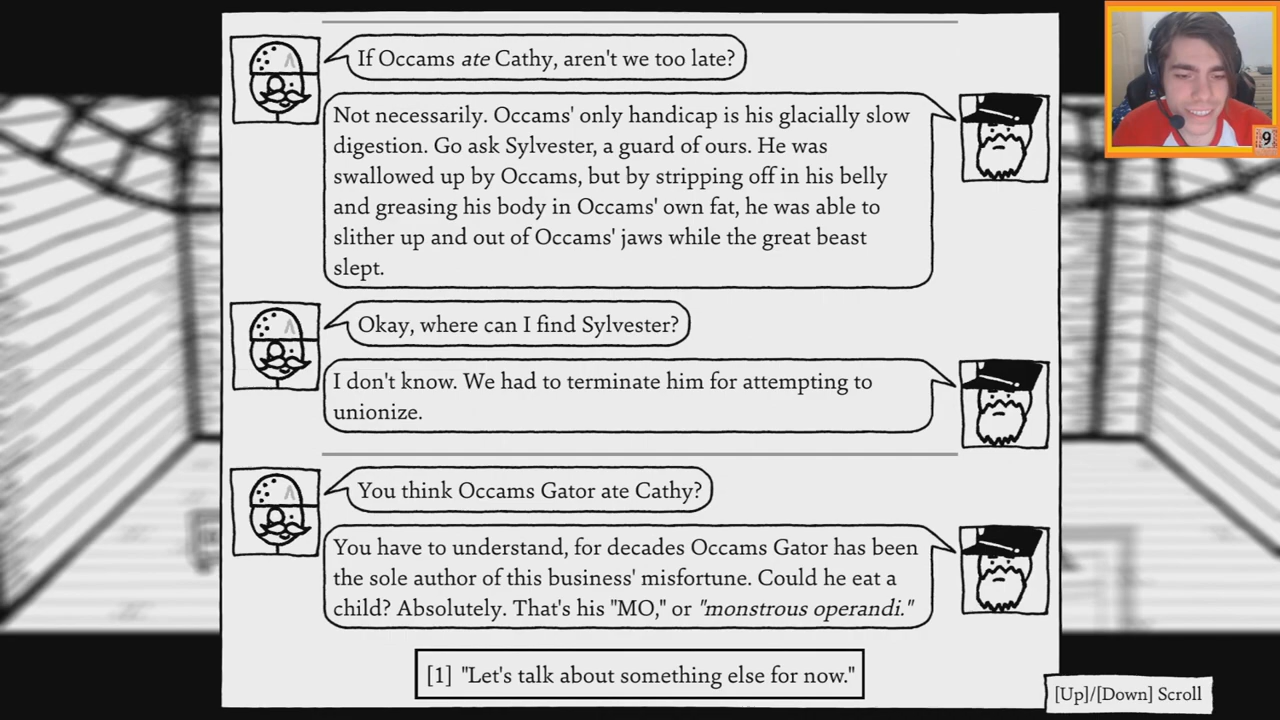 If Occams ate Cathy, aren't we too late?
Not necessarily. Occams' only handicap is his glacially slow
digestion. Go ask Sylvester, a guard of ours. He was
swallowed up by Occams, but by stripping off in his belly
and greasing his body in Occams' own fat, he was able to
slither up and out of Occams' jaws while the great beast
slept.
Okay, where can I find Sylvester?
I don't know. We had to terminate him for attempting to
unionize.
You think Occams Gator ate Cathy?
You have to understand, for decades Occams Gator has been
the sole author of this business' misfortune. Could he eat a
child? Absolutely. That's his "MO," or "monstrous operandi."
[1] "Let's talk about something else for now."
[Up]/[Down] Scroll
9